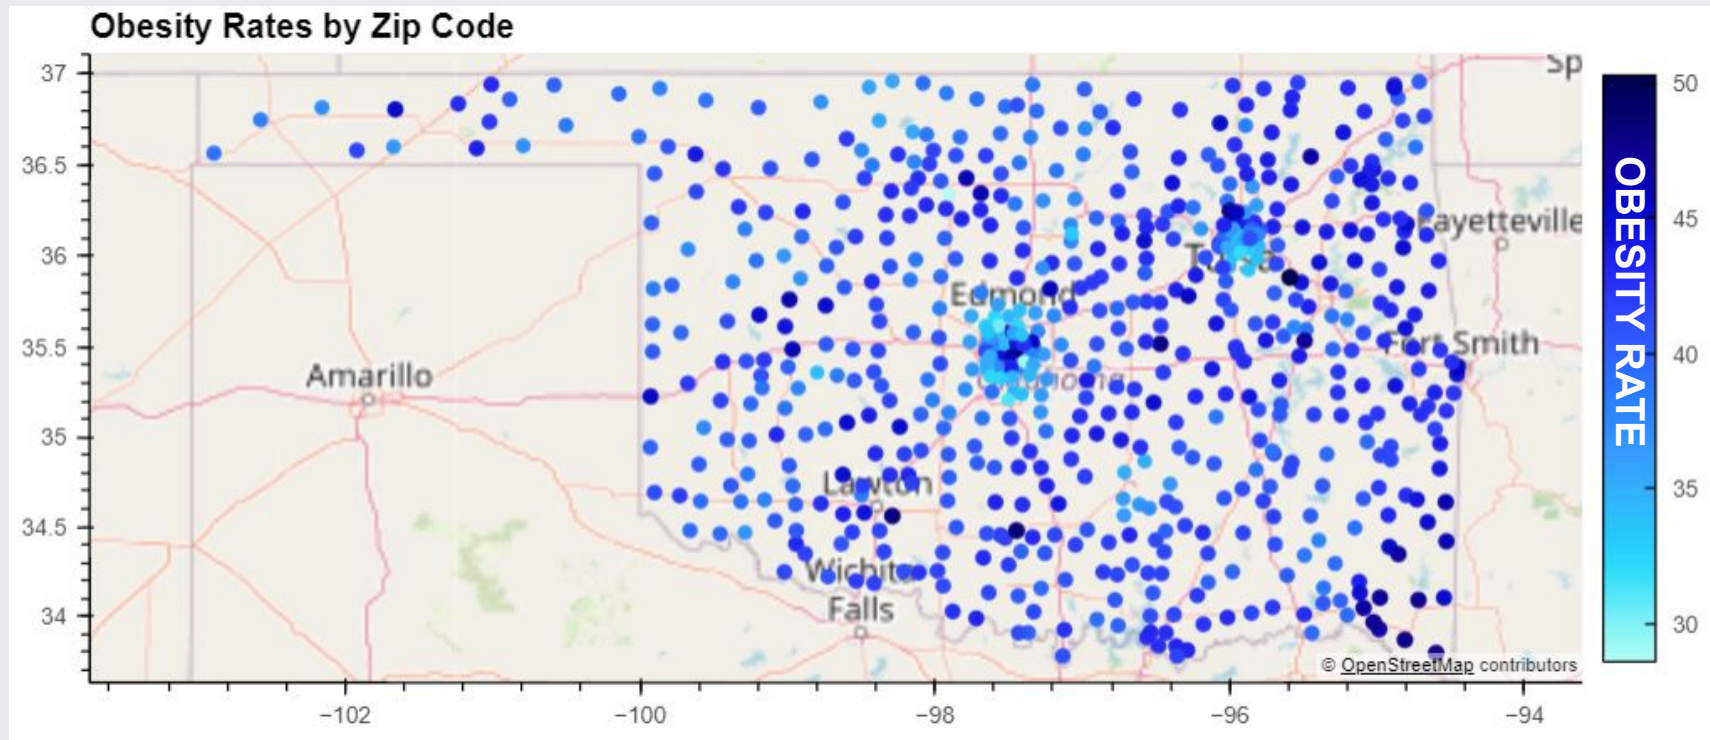 Obesity Rates by Zip Code
37
36.5
36
35.5
35
34.5
34
Sp
Fayetteville
Edmond
Fort Smith
Amarillo
Lawton
Wichita
Falls
© OpenStreetMap contributors
−102
−100
−98
−96
−94
50
45
40
35
30
OBESITY RATE